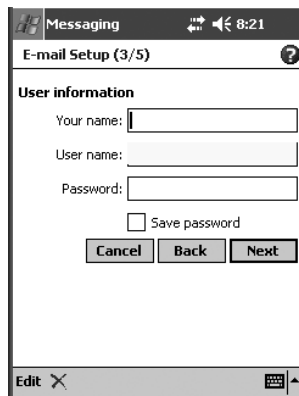 Messaging 8:21
E-mail Setup (3/5) ?
User information
Your name:
User name:
Password:
Save password
Cancel Back Next
Edit